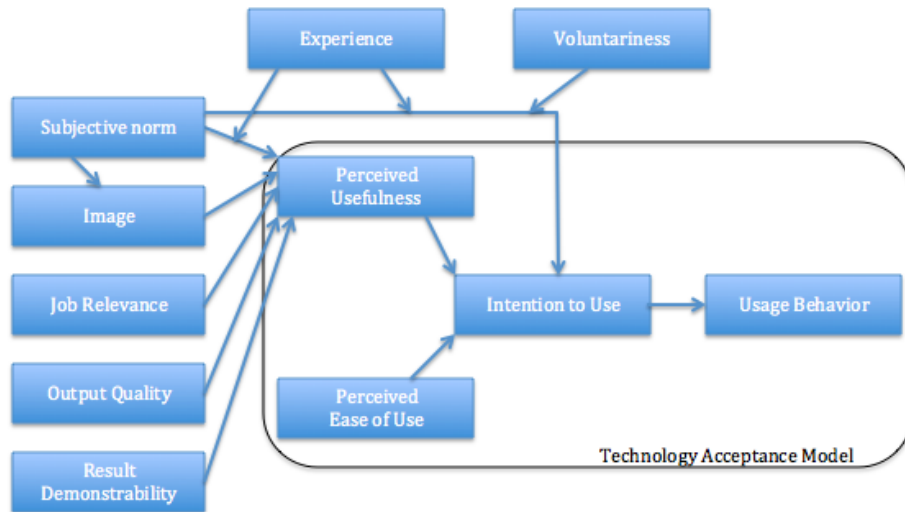 Experience
Voluntariness
Subjective norm
Perceived
Usefulness
Image
Job Relevance
Intention to Use
Usage Behavior
Output Quality
Perceived
Ease of Use
Technology Acceptance Model
Result
Demonstrability